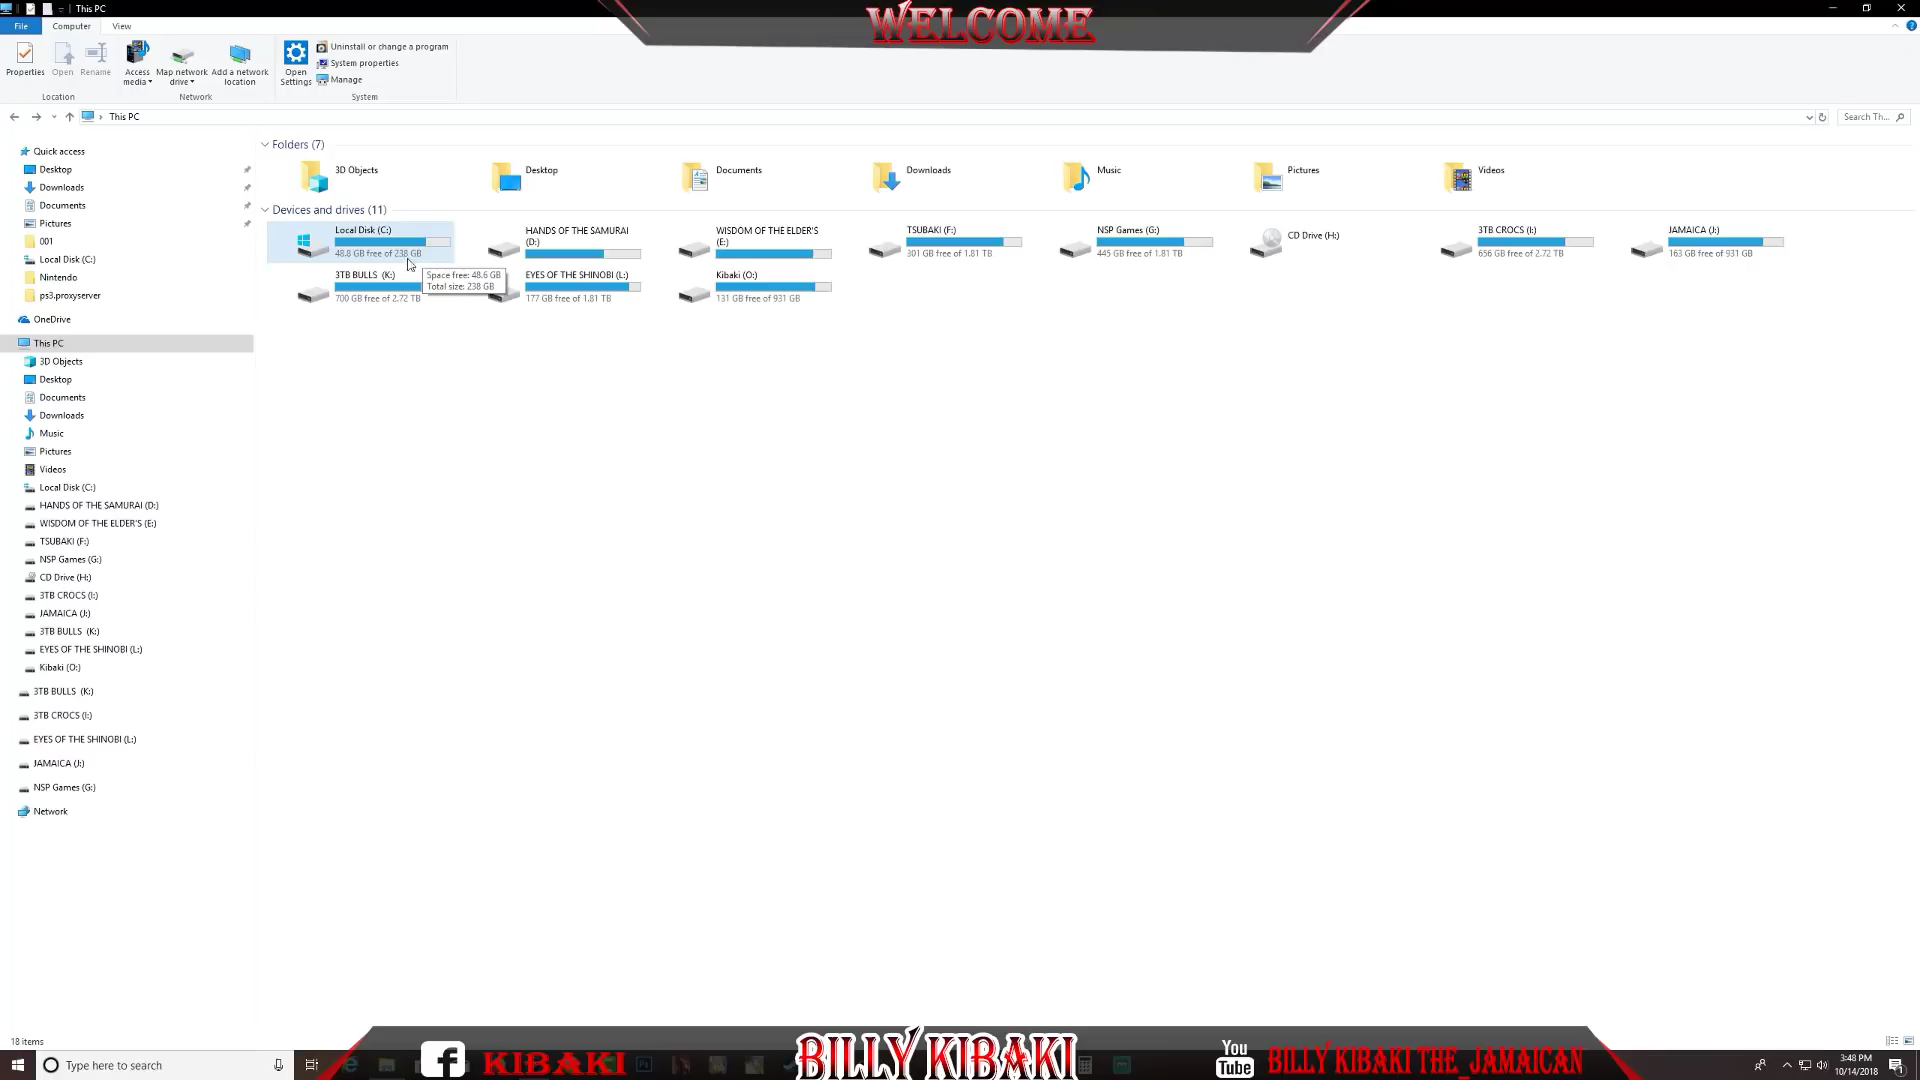 This PC
WELCOME
File Computer View
Properties Open Rename Access media Map network drive Add a network location Open Settings
Uninstall or change a program
System properties
Manage
Location Network System
This PC
Search Th...
Quick access
Desktop
Downloads
Documents
Pictures
001
Local Disk (C:)
Nintendo
ps3.proxyserver
OneDrive
This PC
3D Objects
Desktop
Documents
Downloads
Music
Pictures
Videos
Local Disk (C:)
HANDS OF THE SAMURAI (D:)
WISDOM OF THE ELDER'S (E:)
TSUBAKI (F:)
NSP Games (G:)
CD Drive (H:)
3TB CROCS (I:)
JAMAICA (J:)
3TB BULLS (K:)
EYES OF THE SHINOBI (L:)
Kibaki (O:)
3TB BULLS (K:)
3TB CROCS (I:)
EYES OF THE SHINOBI (L:)
JAMAICA (J:)
NSP Games (G:)
Network
Folders (7)
3D Objects
Desktop
Documents
Downloads
Music
Pictures
Videos
Devices and drives (11)
Local Disk (C:)
48.8 GB free of 238 GB
HANDS OF THE SAMURAI
(D:)
WISDOM OF THE ELDER'S
(E:)
TSUBAKI (F:)
301 GB free of 1.81 TB
NSP Games (G:)
445 GB free of 1.81 TB
CD Drive (H:)
3TB CROCS (I:)
656 GB free of 2.72 TB
JAMAICA (J:)
163 GB free of 931 GB
3TB BULLS (K:)
700 GB free of 2.72 TB
Space free: 48.6 GB
Total size: 238 GB
EYES OF THE SHINOBI (L:)
177 GB free of 1.81 TB
Kibaki (O:)
131 GB free of 931 GB
18 items
Type here to search
f KIBAKI
BILLY KIBAKI
You Tube BILLY KIBAKI THE_JAMAICAN
3:48 PM
10/14/2018